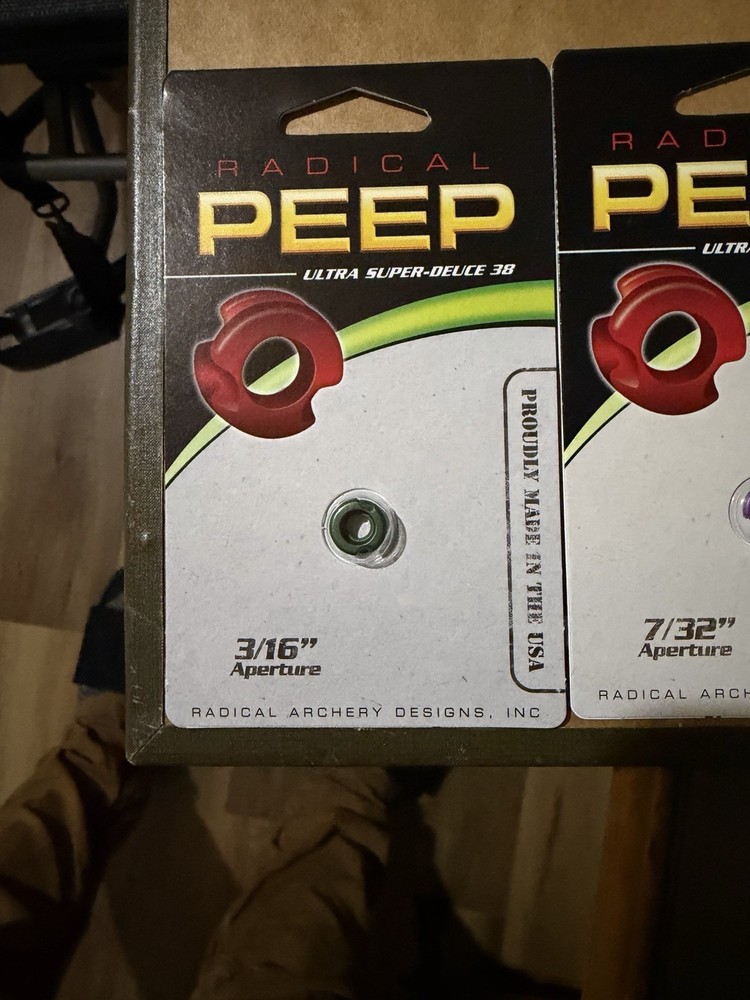 RADICAL
PEEP
ULTRA SUPER-DEUCE 38
PROUDLY MADE IN THE USA
3/16"
Aperture
RADICAL ARCHERY DESIGNS, INC
RAD
PE
ULTRA
7/32"
Aperture
RADICAL ARCH